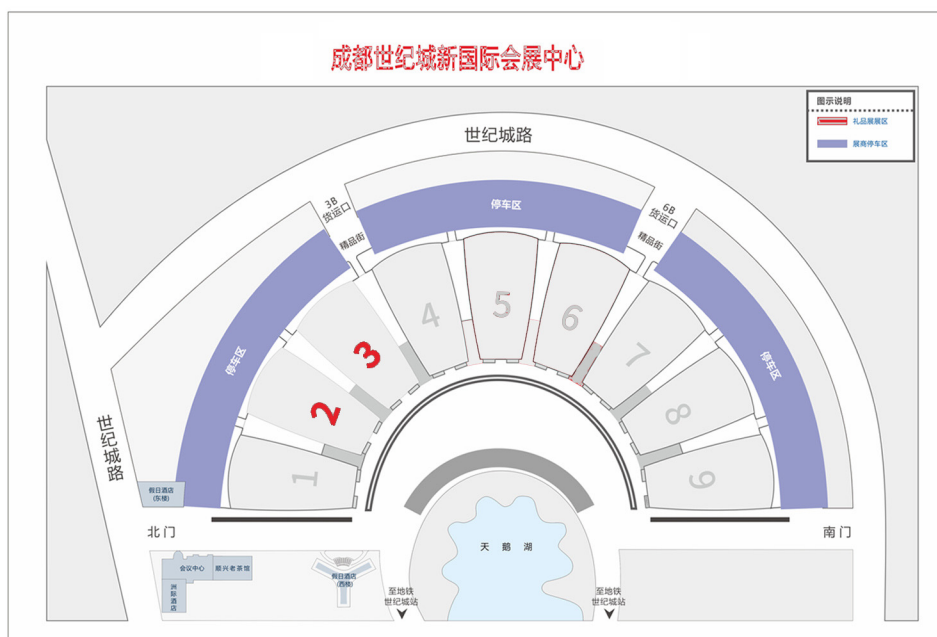 成都世纪城新国际会展中心
图示说明
礼品展展区
展商停车区
世纪城路
3B
货运口
精品街
停车区
6B
货运口
精品街
停车区
停车区
1
2
3
4
5
6
7
8
9
世纪城路
假日酒店
(东楼)
北门
南门
天鹅湖
会议中心
顺兴老茶馆
洲际酒店
假日酒店
(西楼)
至地铁
世纪城站
至地铁
世纪城站